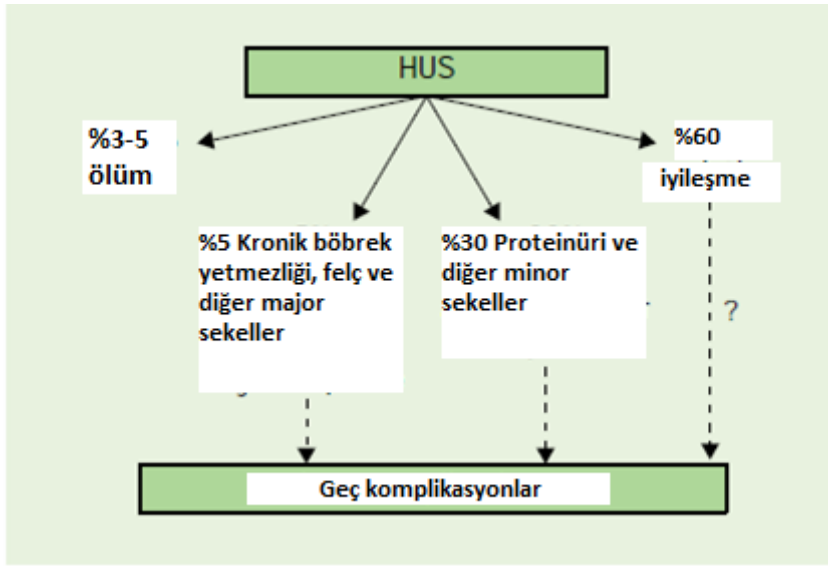 HUS
%3-5
ölüm
%60
iyileşme
%5 Kronik böbrek
yetmezliği, felç ve
diğer major
sekeller
%30 Proteinüri ve
diğer minor
sekeller
?
Geç komplikasyonlar